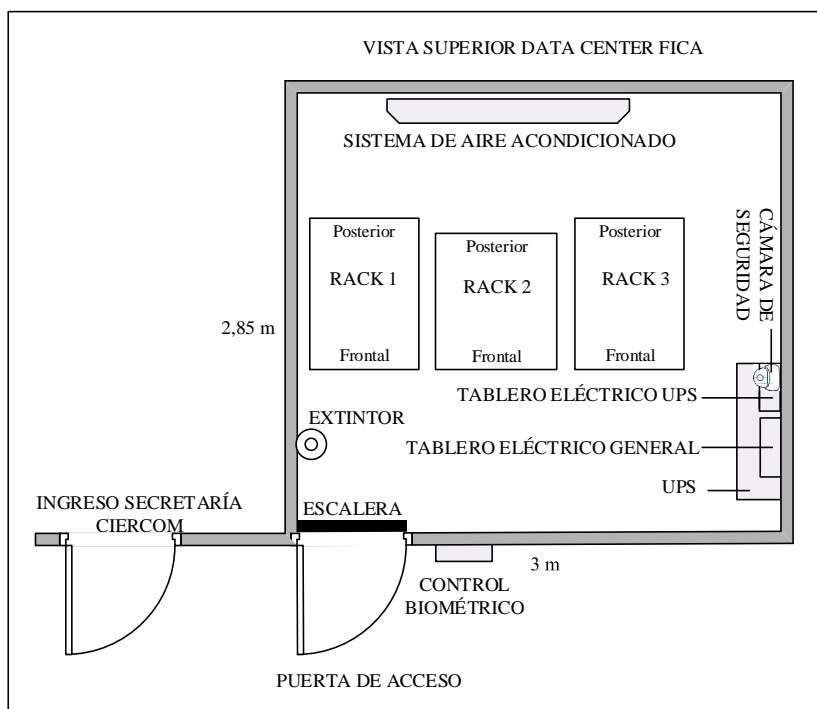 VISTA SUPERIOR DATA CENTER FICA
SISTEMA DE AIRE ACONDICIONADO
Posterior
RACK 1
Frontal
Posterior
RACK 2
Frontal
Posterior
RACK 3
Frontal
CÁMARA DE
SEGURIDAD
2,85 m
TABLERO ELÉCTRICO UPS
EXTINTOR
TABLERO ELÉCTRICO GENERAL
UPS
INGRESO SECRETARÍA
CIERCOM
ESCALERA
3 m
CONTROL
BIOMÉTRICO
PUERTA DE ACCESO